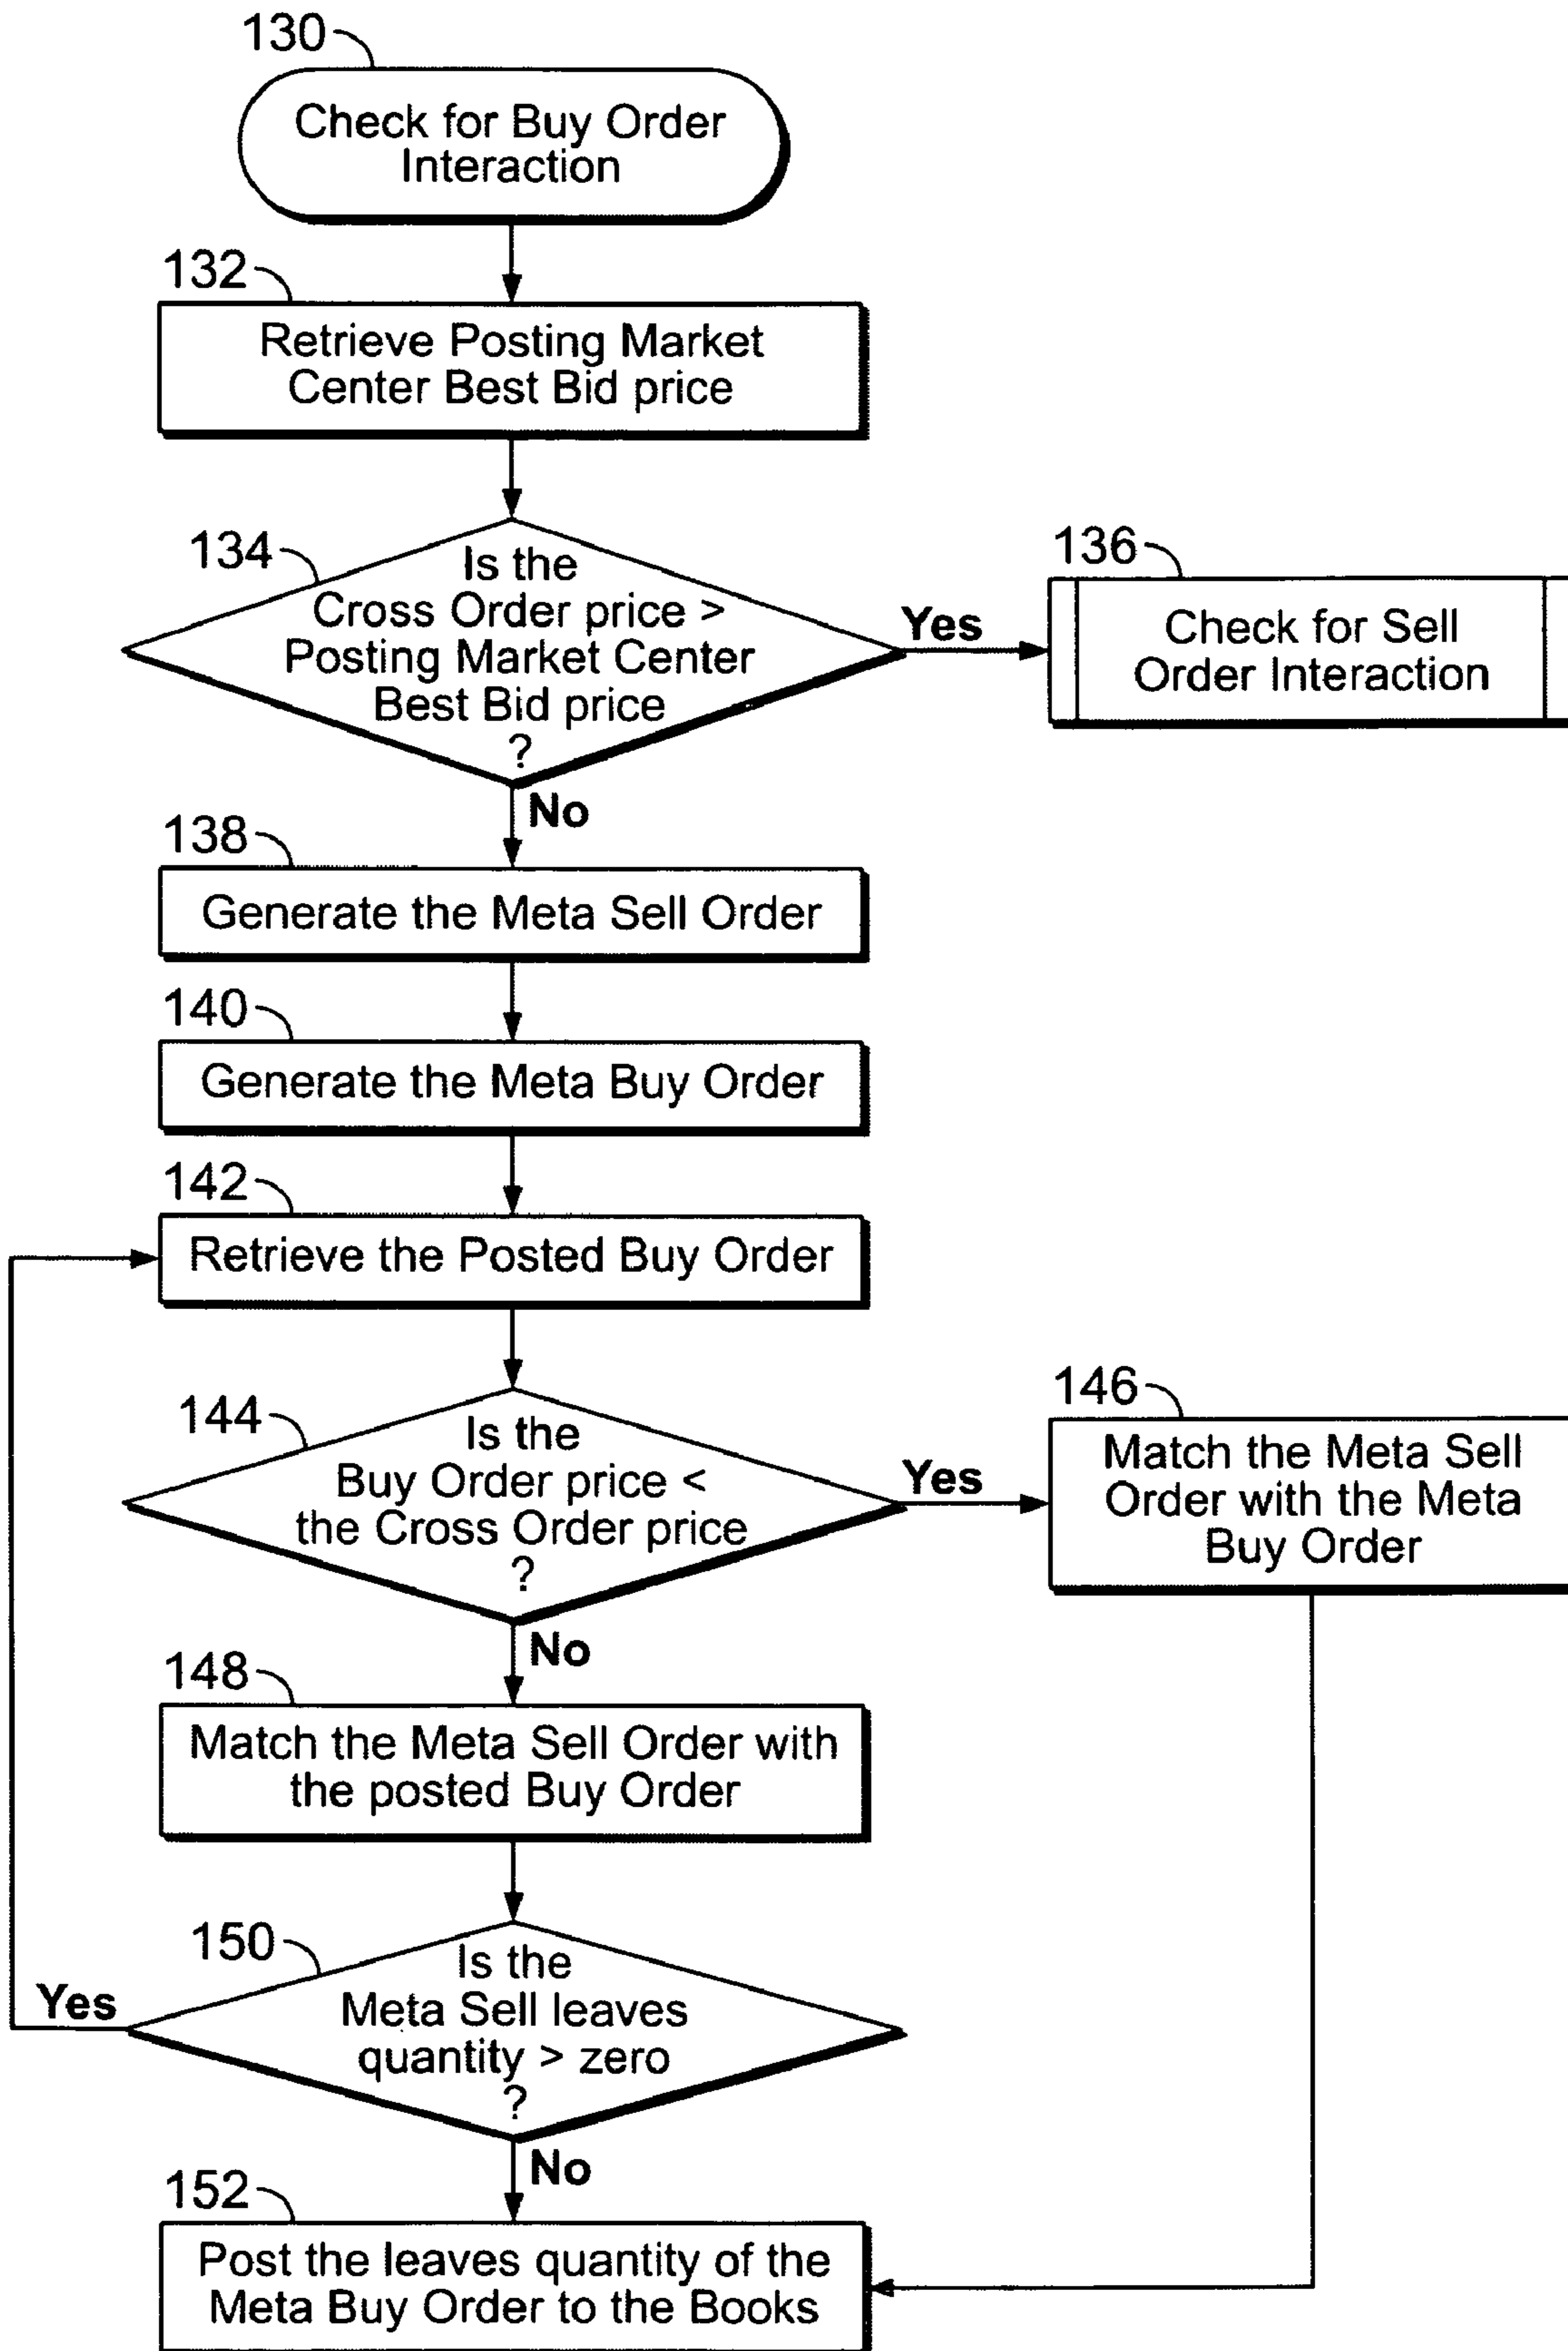 130
Check for Buy Order
Interaction
132
Retrieve Posting Market
Center Best Bid price
134
Is the
Cross Order price >
Posting Market Center
Best Bid price
?
Yes
136
Check for Sell
Order Interaction
No
138
Generate the Meta Sell Order
140
Generate the Meta Buy Order
142
Retrieve the Posted Buy Order
144
Is the
Buy Order price <
the Cross Order price
?
Yes
146
Match the Meta Sell
Order with the Meta
Buy Order
No
148
Match the Meta Sell Order with
the posted Buy Order
150
Is the
Meta Sell leaves
quantity > zero
?
Yes
No
152
Post the leaves quantity of the
Meta Buy Order to the Books